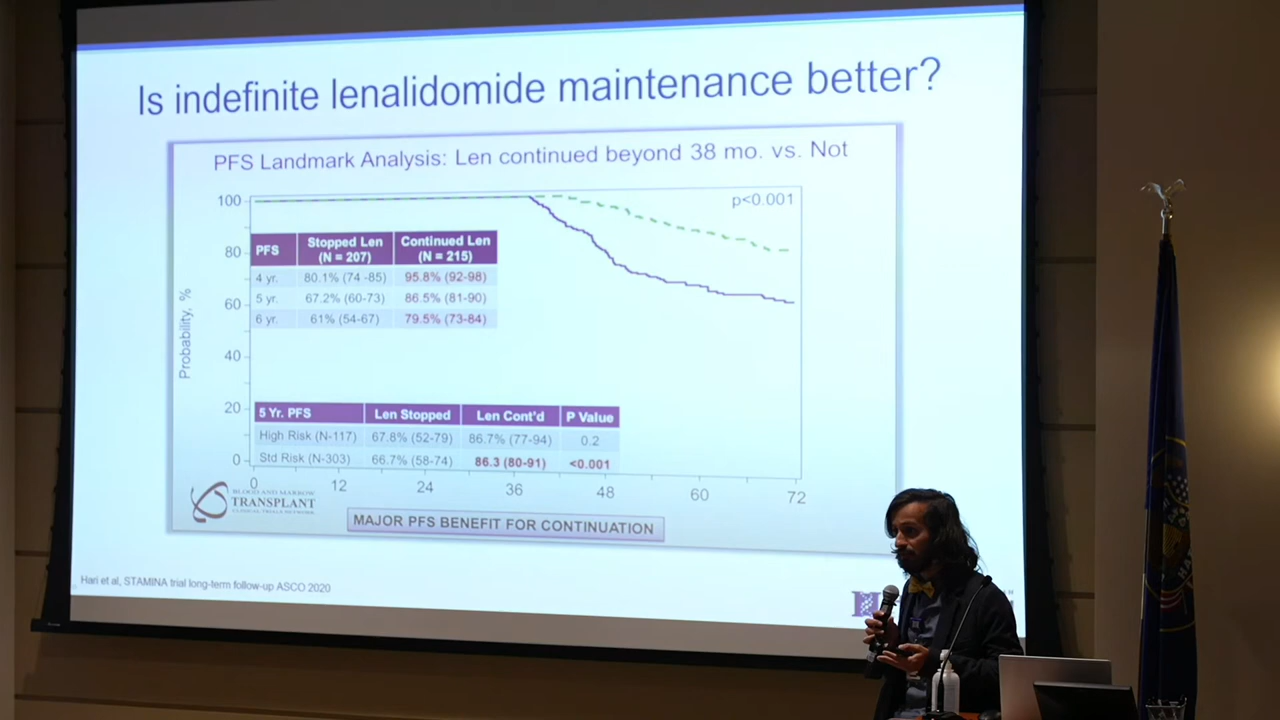 Is indefinite lenalidomide maintenance better?
PFS Landmark Analysis: Len continued beyond 38 mo. vs. Not
p<0.001
100
80
60
40
20
0
Probability, %
PFS Stopped Len (N = 207) Continued Len (N = 215)
4 yr. 80.1% (74 -85) 95.8% (92-98)
5 yr. 67.2% (60-73) 86.5% (81-90)
6 yr. 61% (54-67) 79.5% (73-84)
5 Yr. PFS Len Stopped Len Cont'd P Value
High Risk (N-117) 67.8% (52-79) 86.7% (77-94) 0.2
Std Risk (N-303) 66.7% (58-74) 86.3 (80-91) <0.001
0 12 24 36 48 60 72
BLOOD AND MARROW
TRANSPLANT
CLINICAL TRIALS NETWORK
MAJOR PFS BENEFIT FOR CONTINUATION
Hari et al, STAMINA trial long-term follow-up ASCO 2020